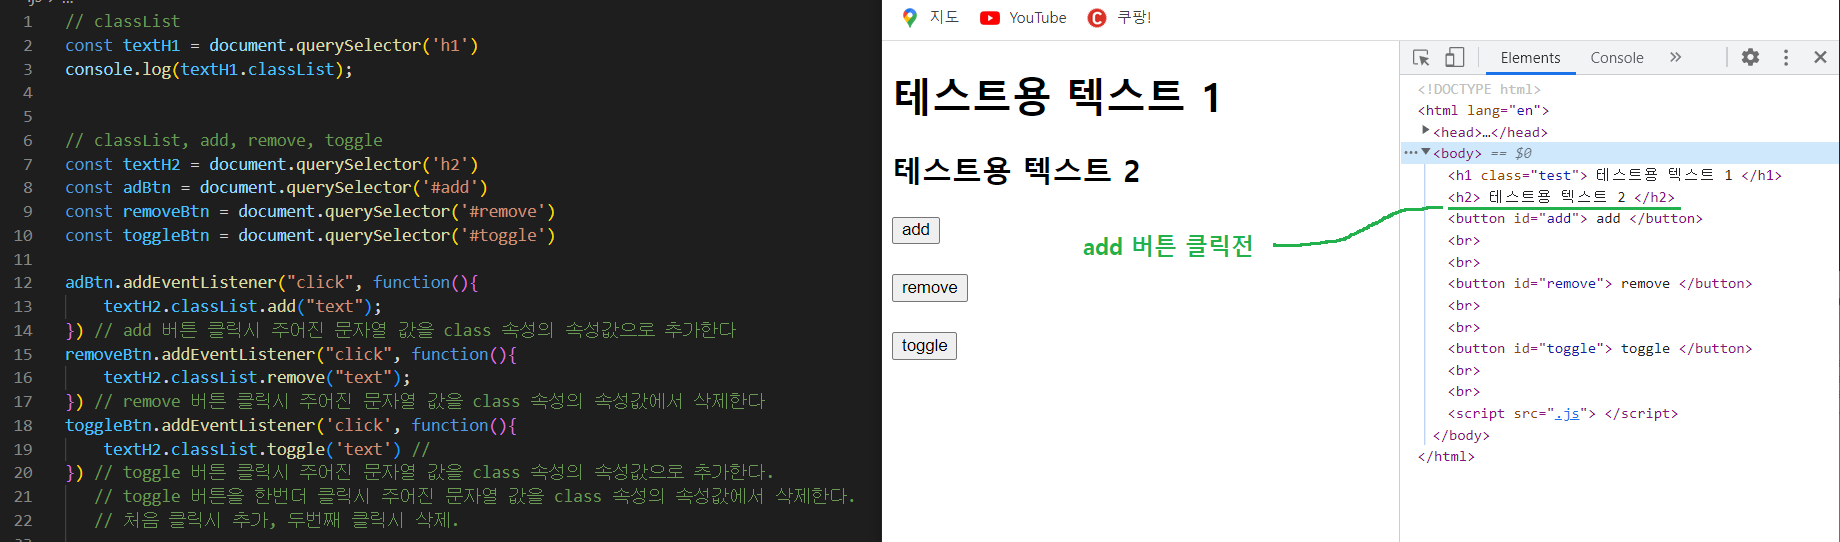 // classList
const textH1 = document.querySelector('h1')
console.log(textH1.classList);
// classList, add, remove, toggle
const textH2 = document.querySelector('h2')
const adBtn = document.querySelector('#add')
const removeBtn = document.querySelector('#remove')
const toggleBtn = document.querySelector('#toggle')
adBtn.addEventListener("click", function(){
textH2.classList.add("text");
}) // add 버튼 클릭시 주어진 문자열 값을 class 속성의 속성값으로 추가한다
removeBtn.addEventListener("click", function(){
textH2.classList.remove("text");
}) // remove 버튼 클릭시 주어진 문자열 값을 class 속성의 속성값에서 삭제한다
toggleBtn.addEventListener('click', function(){
textH2.classList.toggle('text') //
}) // toggle 버튼 클릭시 주어진 문자열 값을 class 속성의 속성값으로 추가한다.
// toggle 버튼을 한번더 클릭시 주어진 문자열 값을 class 속성의 속성값에서 삭제한다.
// 처음 클릭시 추가, 두번째 클릭시 삭제.
1
2
3
4
5
6
7
8
9
10
11
12
13
14
15
16
17
18
19
20
21
22
지도 YouTube C 쿠팡!
테스트용 텍스트 1
테스트용 텍스트 2
add
remove
toggle
add 버튼 클릭전
Elements Console »
<!DOCTYPE html>
<html lang="en">
<head>…</head>
<body> == $0
<h1 class="test"> 테스트용 텍스트 1 </h1>
<h2> 테스트용 텍스트 2 </h2>
<button id="add"> add </button>
<br>
<br>
<button id="remove"> remove </button>
<br>
<br>
<button id="toggle"> toggle </button>
<br>
<br>
<script src=".js"> </script>
</body>
</html>